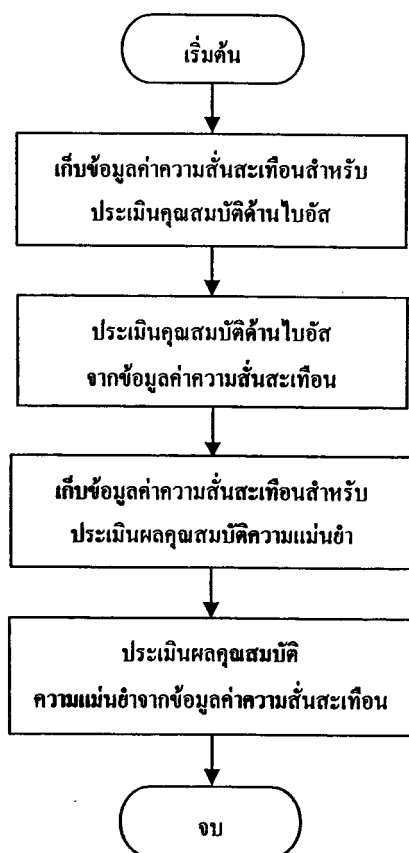 เริ่มต้น
เก็บข้อมูลค่าความสั่นสะเทือนสำหรับ
ประเมินคุณสมบัติด้านไบอัส
ประเมินคุณสมบัติด้านไบอัส
จากข้อมูลค่าความสั่นสะเทือน
เก็บข้อมูลค่าความสั่นสะเทือนสำหรับ
ประเมินผลคุณสมบัติความแม่นยำ
ประเมินผลคุณสมบัติ
ความแม่นยำจากข้อมูลค่าความสั่นสะเทือน
จบ